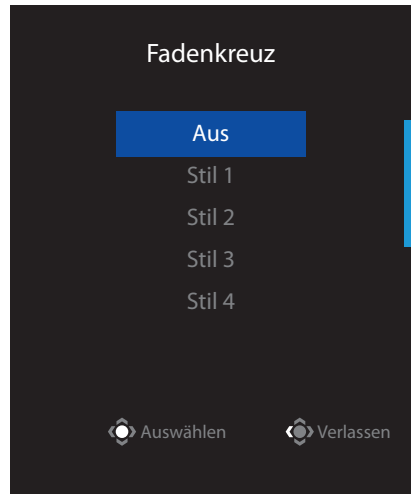 Fadenkreuz
Aus
Stil 1
Stil 2
Stil 3
Stil 4
Auswählen Verlassen